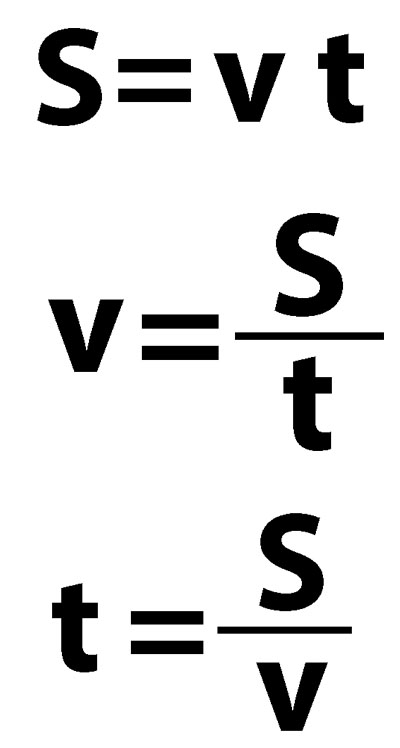 S = v t
v = S/t
t = S/v